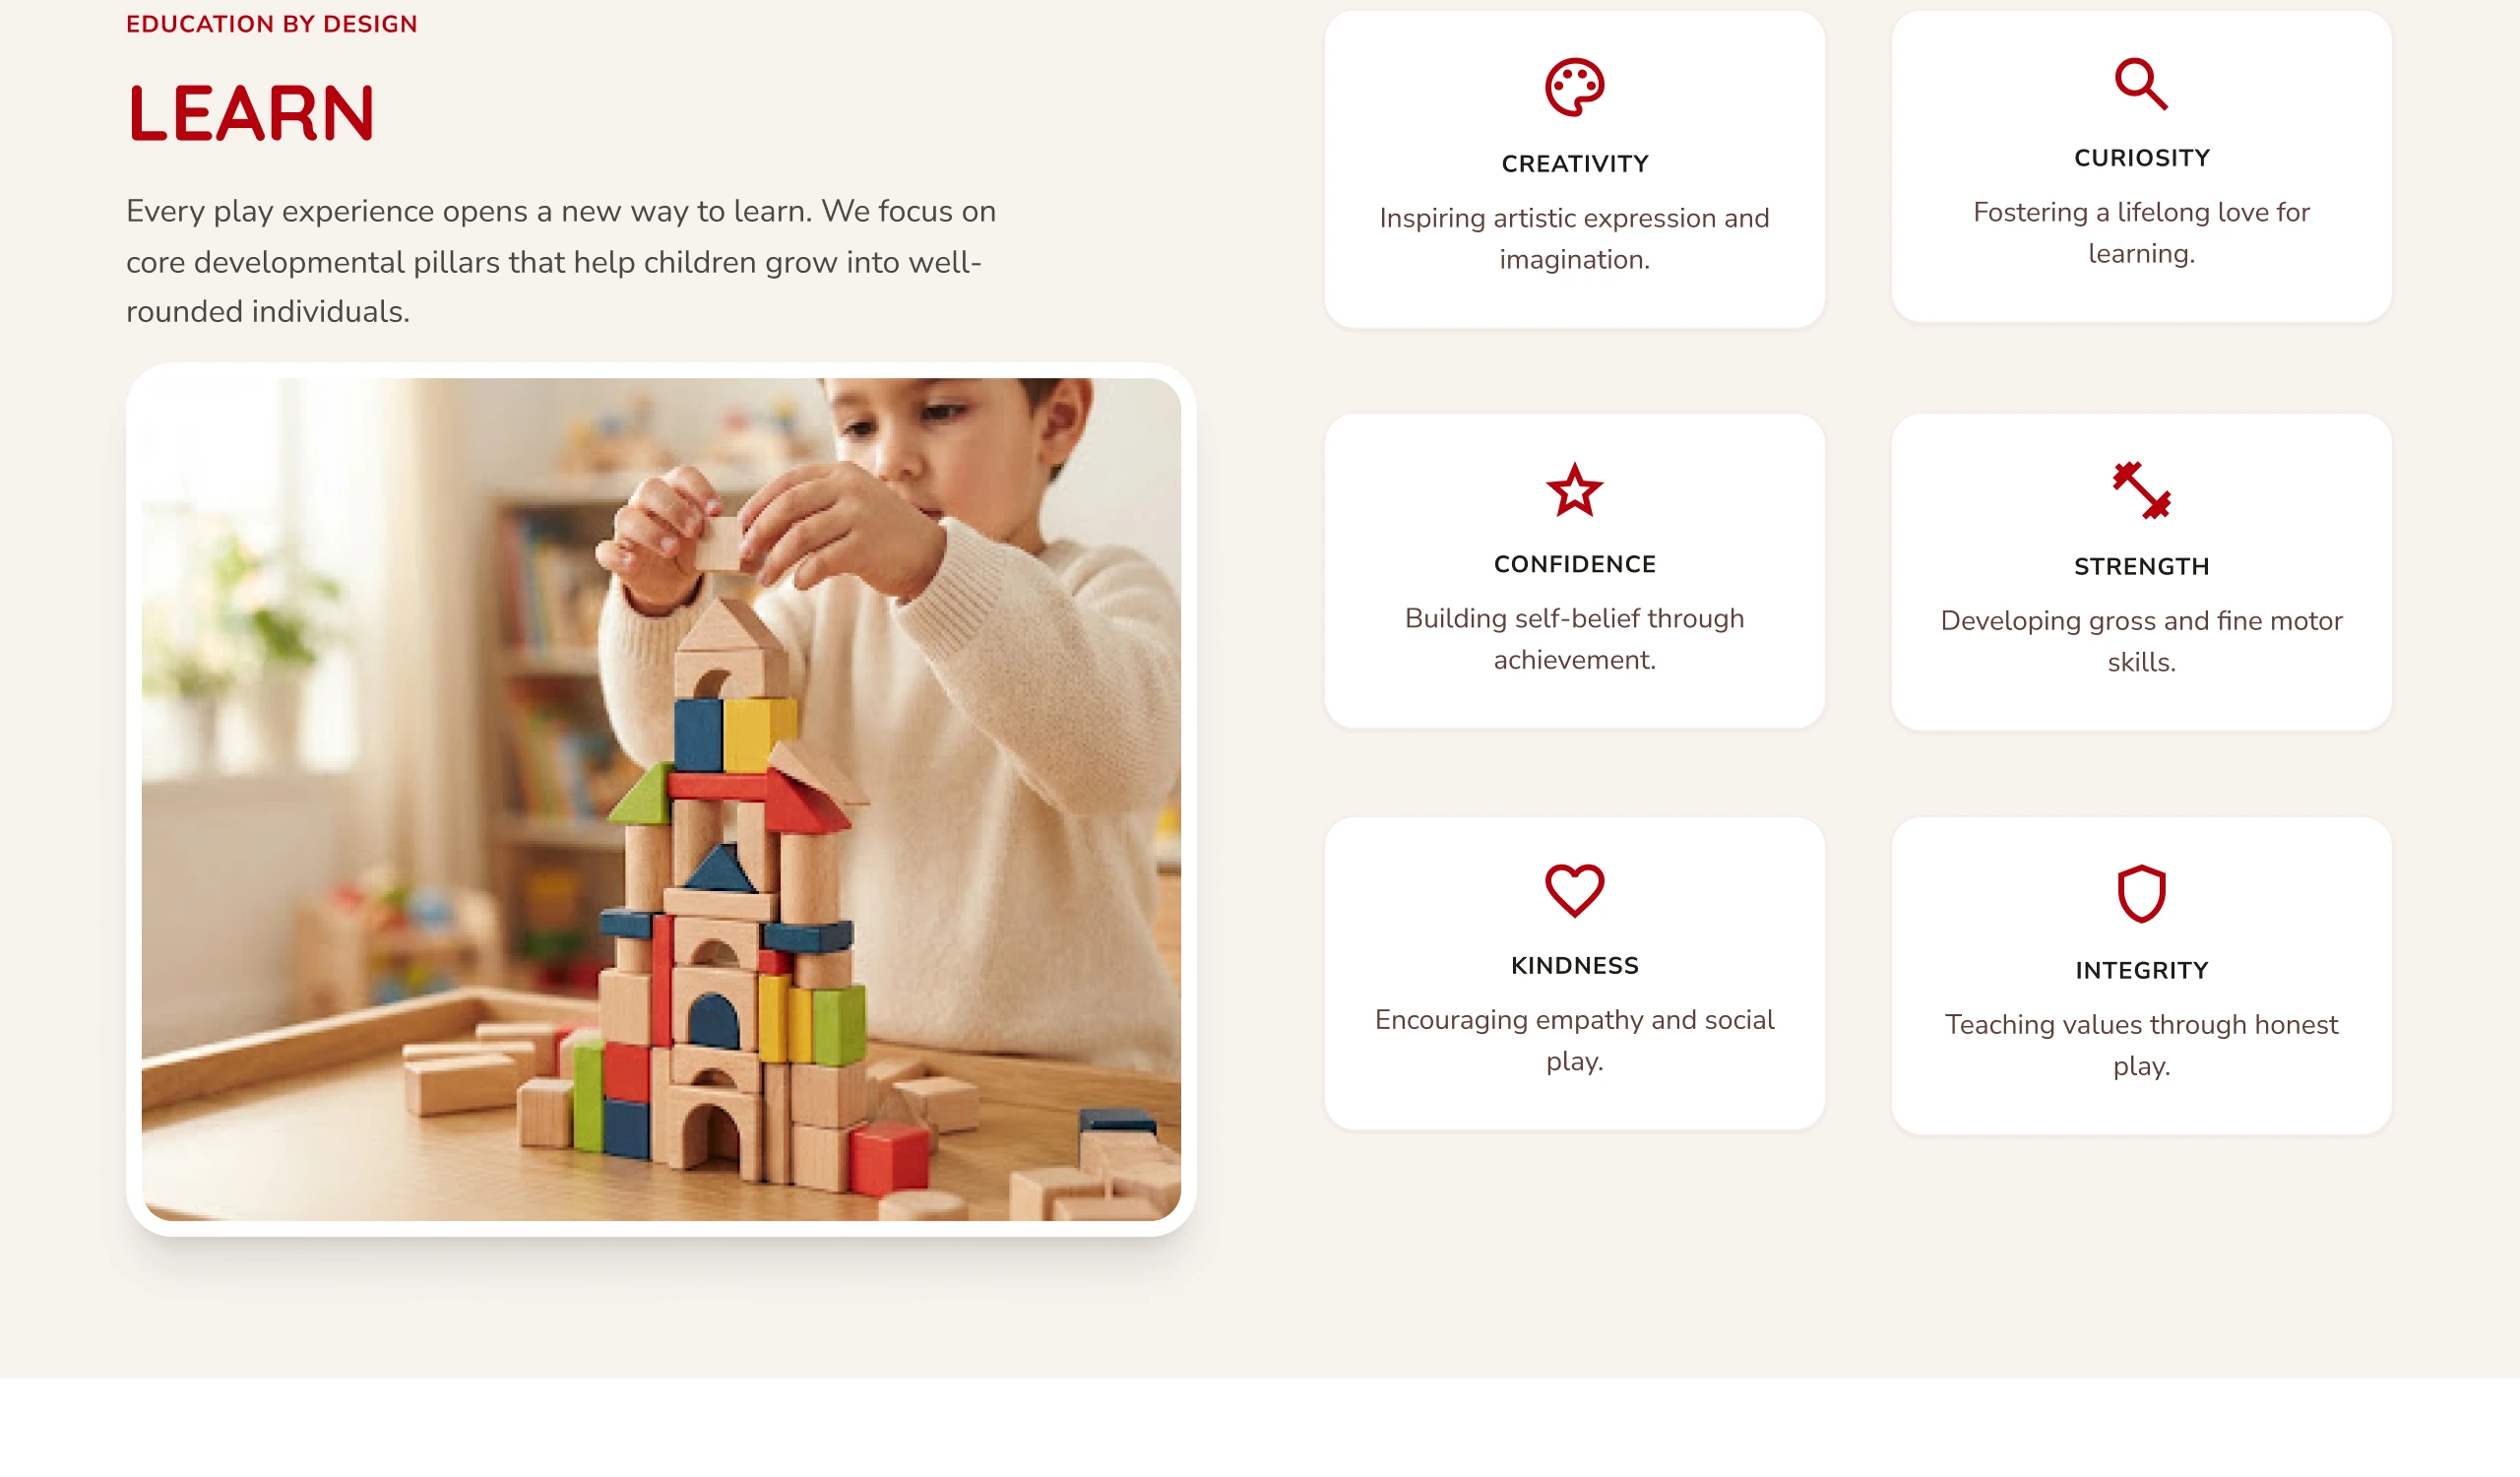 EDUCATION BY DESIGN
LEARN
Every play experience opens a new way to learn. We focus on
core developmental pillars that help children grow into well-
rounded individuals.
CREATIVITY
Inspiring artistic expression and
imagination.
CURIOSITY
Fostering a lifelong love for
learning.
CONFIDENCE
Building self-belief through
achievement.
STRENGTH
Developing gross and fine motor
skills.
KINDNESS
Encouraging empathy and social
play.
INTEGRITY
Teaching values through honest
play.